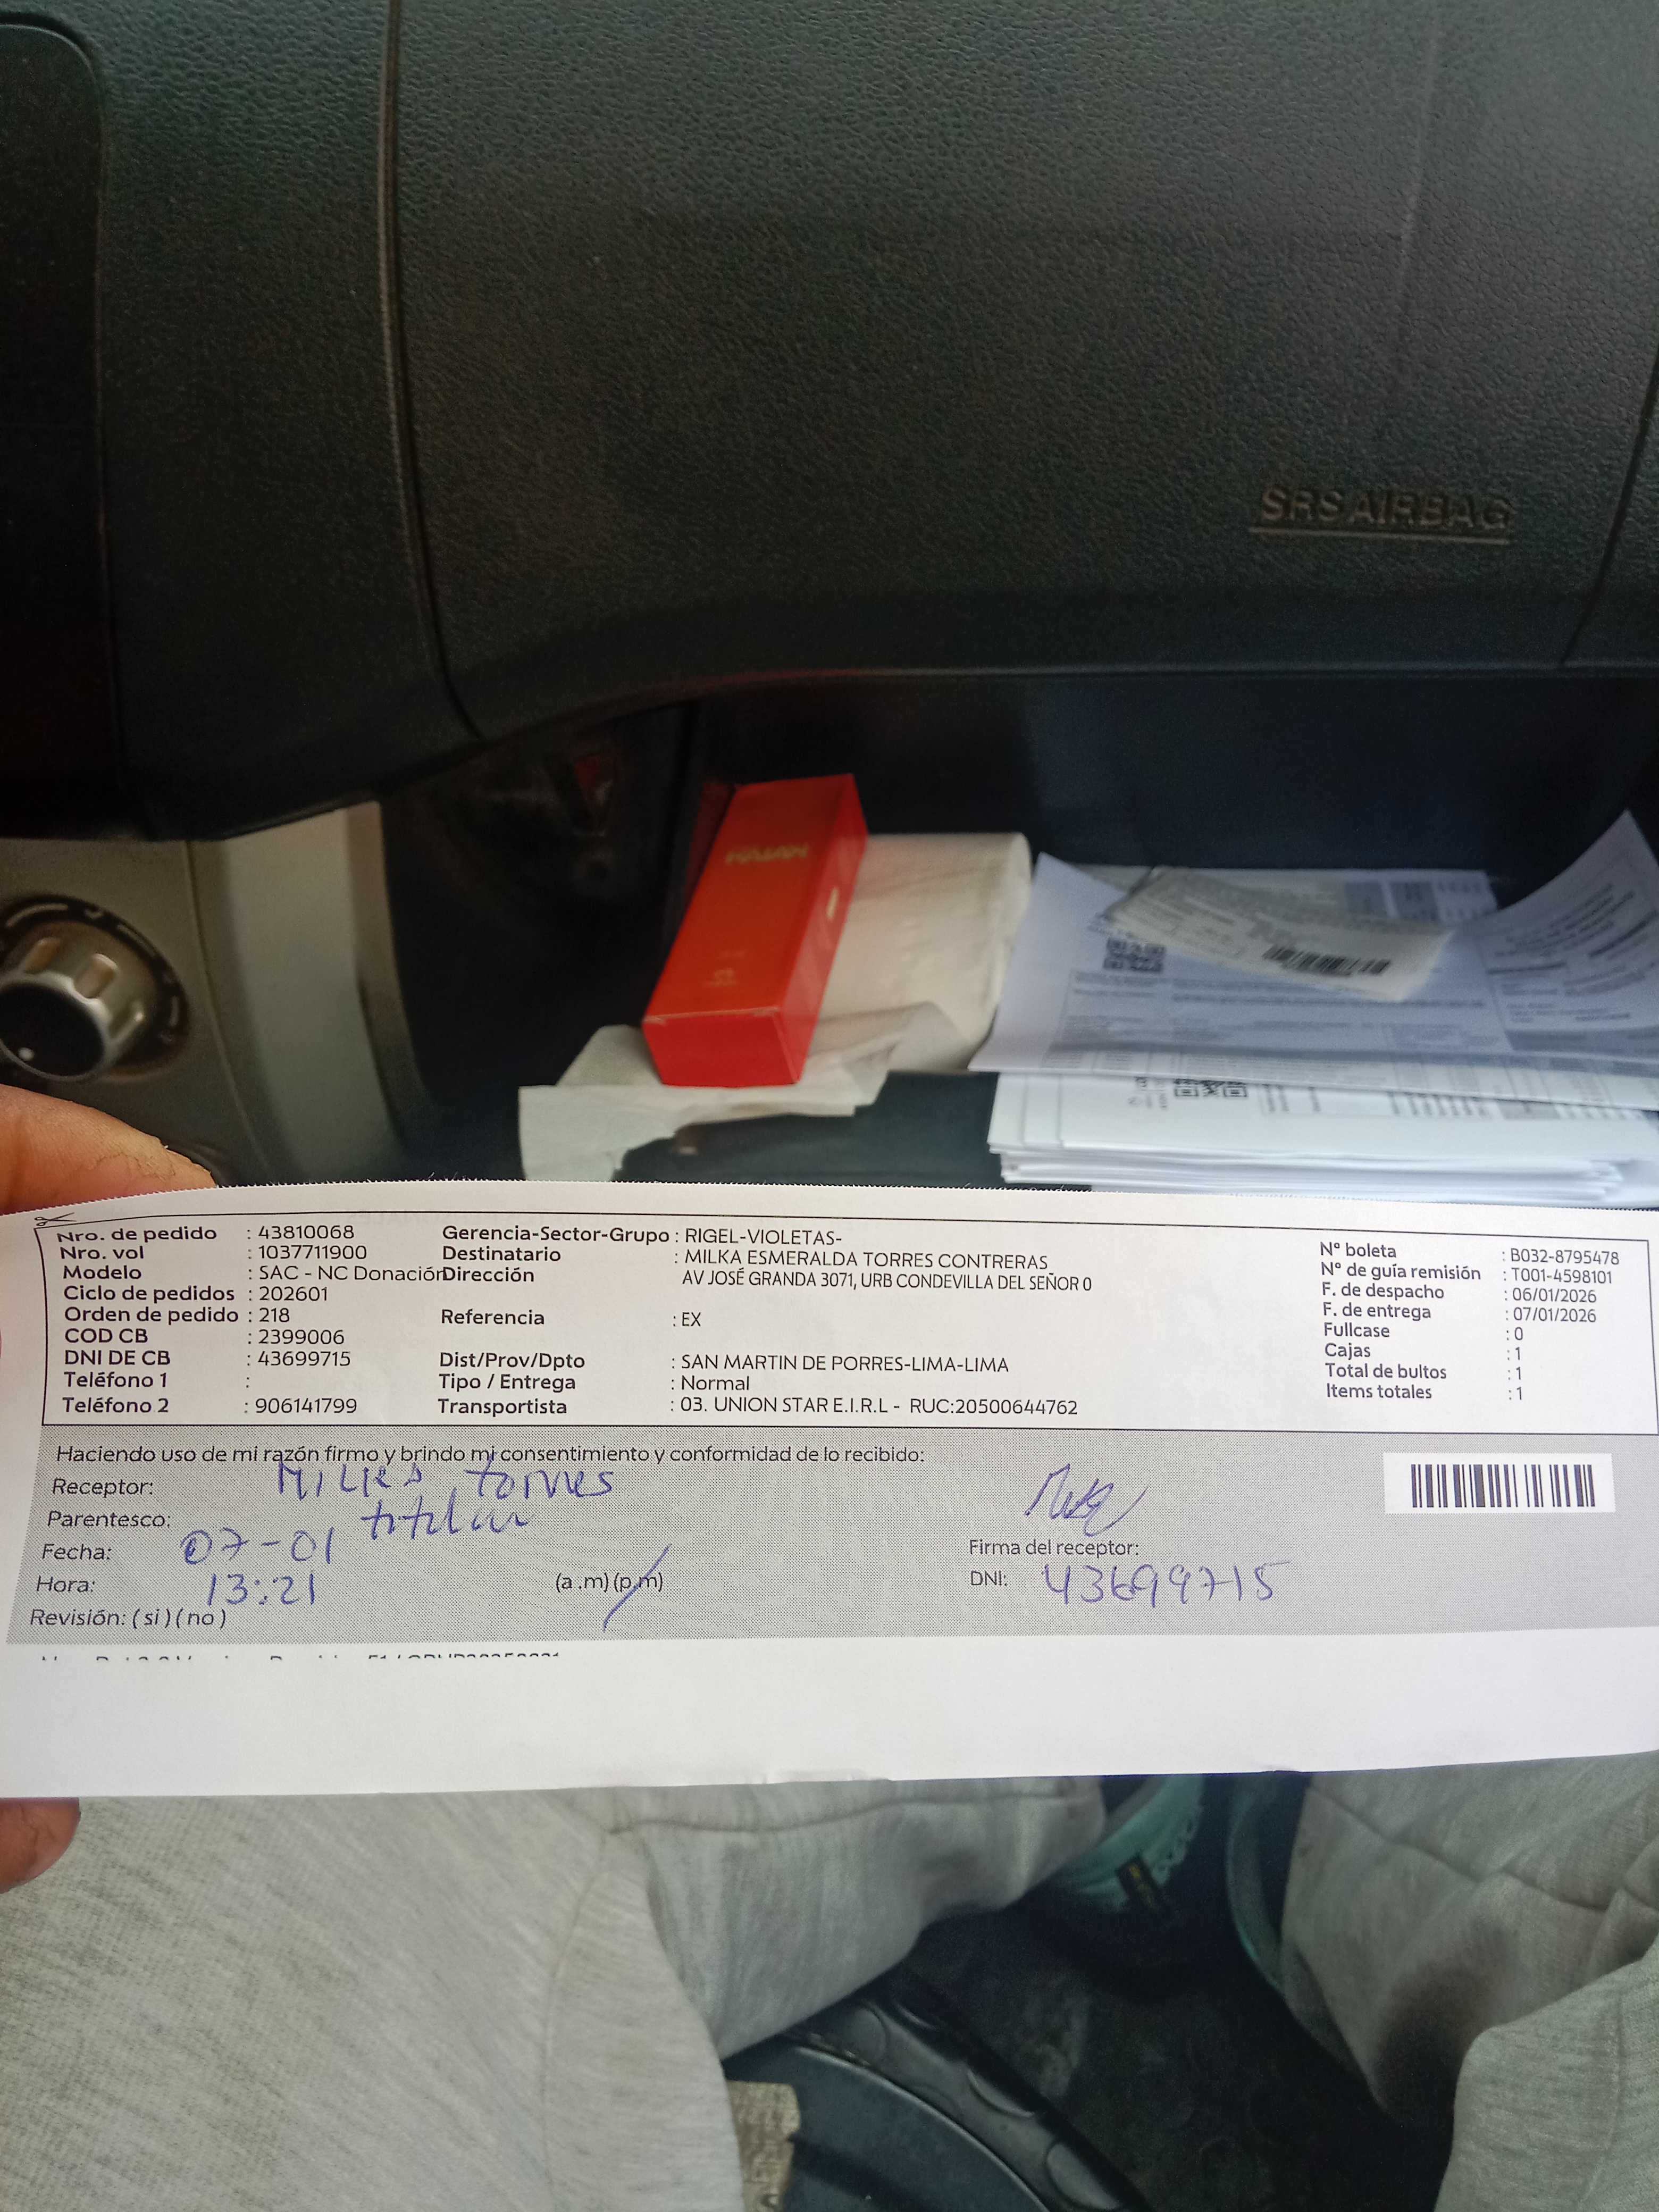 SRS AIRBAG
Nro. de pedido : 43810068
Nro. vol : 1037711900
Modelo : SAC - NC Donación
Ciclo de pedidos : 202601
Orden de pedido : 218
COD CB : 2399006
DNI DE CB : 43699715
Teléfono 1 :
Teléfono 2 : 906141799
Gerencia-Sector-Grupo : RIGEL-VIOLETAS-
Destinatario : MILKA ESMERALDA TORRES CONTRERAS
Dirección AV JOSÉ GRANDA 3071, URB CONDEVILLA DEL SEÑOR 0
Referencia : EX
Dist/Prov/Dpto : SAN MARTIN DE PORRES-LIMA-LIMA
Tipo / Entrega : Normal
Transportista : 03. UNION STAR E.I.R.L - RUC:20500644762
N° boleta : B032-8795478
N° de guía remisión : T001-4598101
F. de despacho : 06/01/2026
F. de entrega : 07/01/2026
Fullcase : 0
Cajas : 1
Total de bultos : 1
Items totales : 1
Haciendo uso de mi razón firmo y brindo mi consentimiento y conformidad de lo recibido:
Receptor: Milka torres
Parentesco: titular
Fecha: 07-01
Hora: 13:21 (a.m) (p.m)
Revisión: ( si ) ( no )
Firma del receptor:
DNI: 43699715